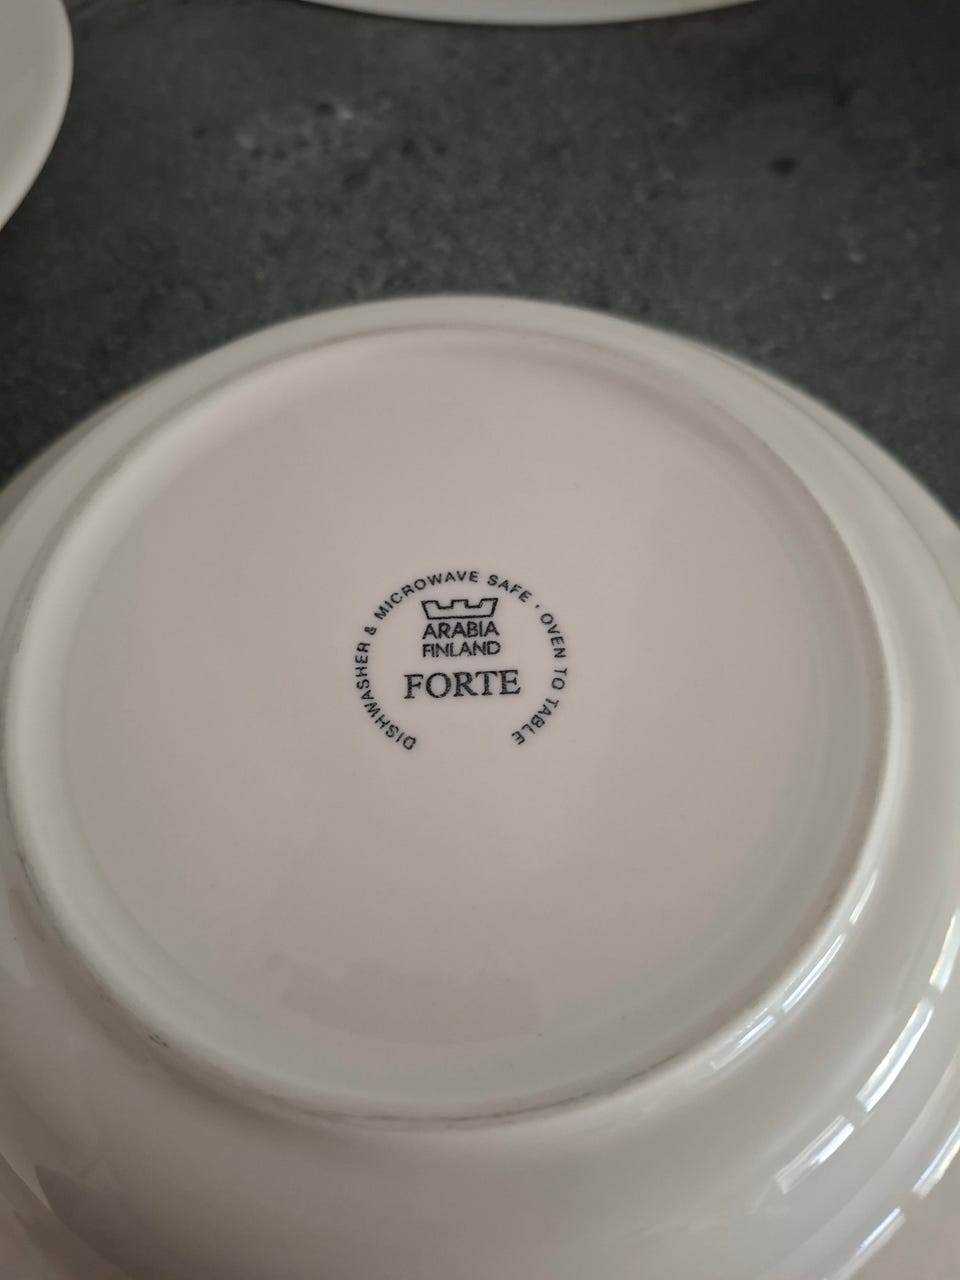 DISHWASHER & MICROWAVE SAFE · OVEN TO TABLE
ARABIA
FINLAND
FORTE